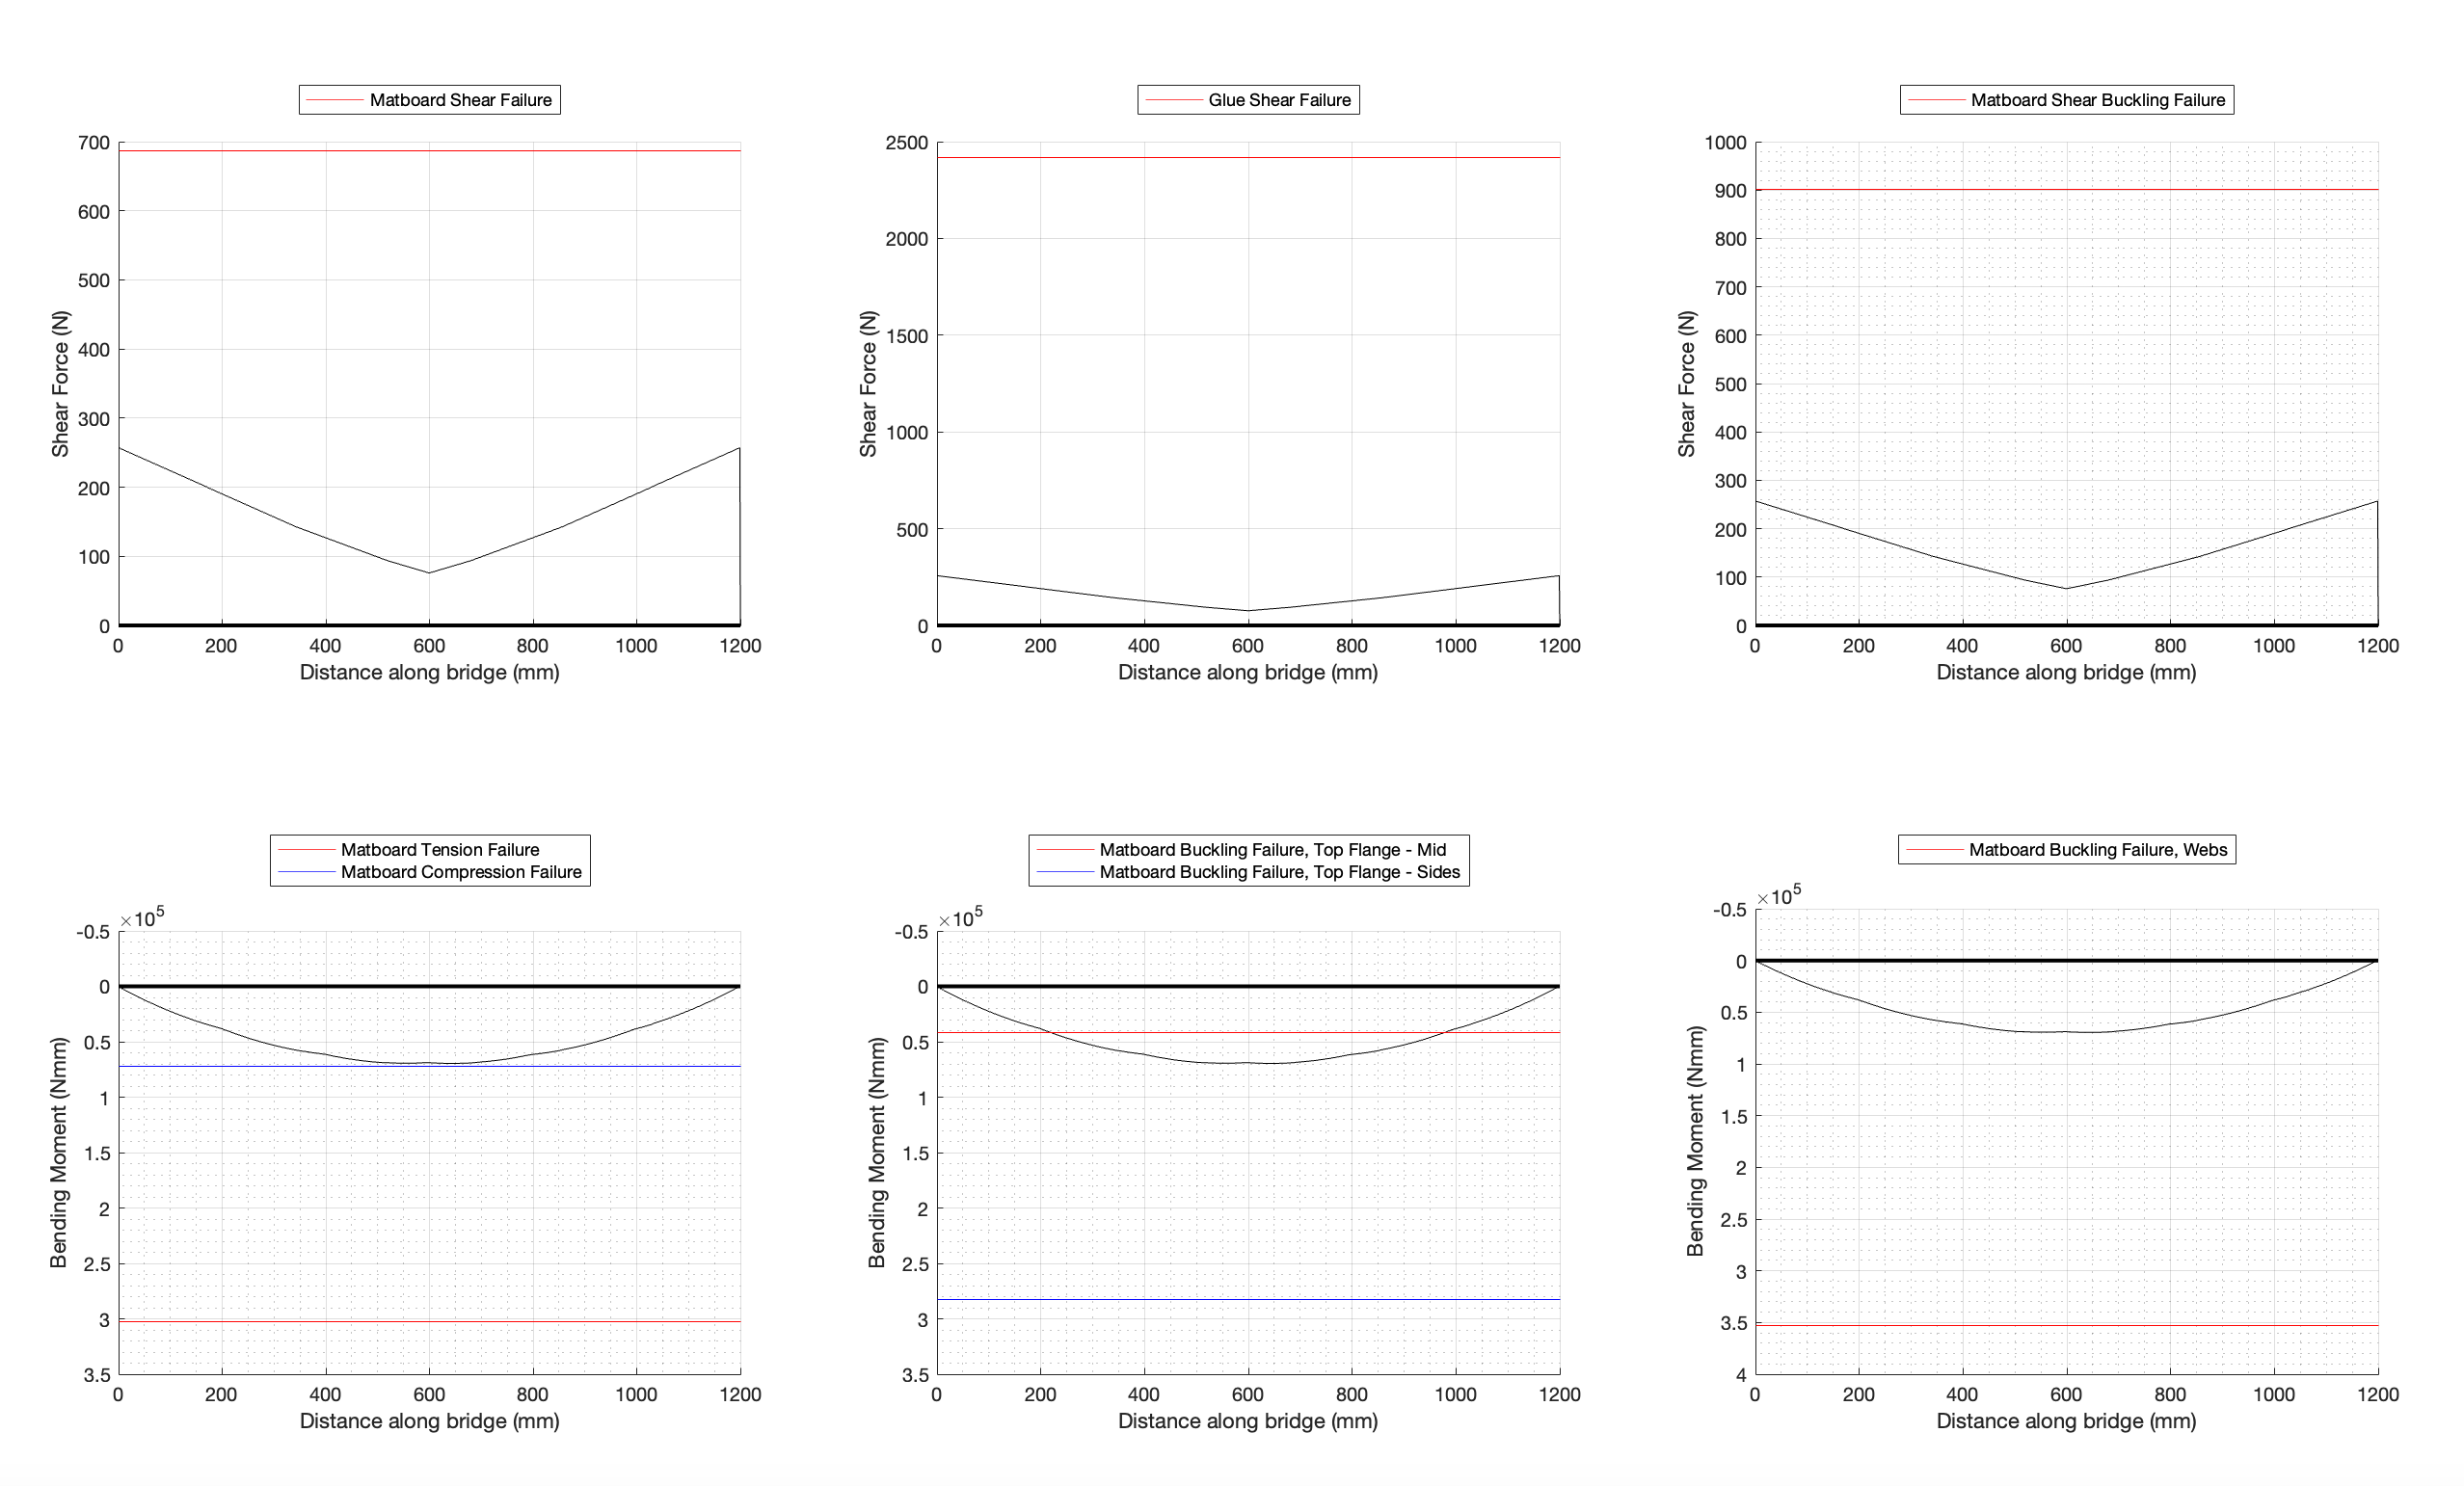 Matboard Shear Failure
700
600
500
400
300
200
100
0
Shear Force (N)
0 200 400 600 800 1000 1200
Distance along bridge (mm)
Glue Shear Failure
2500
2000
1500
1000
500
0
Shear Force (N)
0 200 400 600 800 1000 1200
Distance along bridge (mm)
Matboard Shear Buckling Failure
1000
900
800
700
600
500
400
300
200
100
0
Shear Force (N)
0 200 400 600 800 1000 1200
Distance along bridge (mm)
Matboard Tension Failure
Matboard Compression Failure
×10⁵
-0.5
0
0.5
1
1.5
2
2.5
3
3.5
Bending Moment (Nmm)
0 200 400 600 800 1000 1200
Distance along bridge (mm)
Matboard Buckling Failure, Top Flange - Mid
Matboard Buckling Failure, Top Flange - Sides
×10⁵
-0.5
0
0.5
1
1.5
2
2.5
3
3.5
Bending Moment (Nmm)
0 200 400 600 800 1000 1200
Distance along bridge (mm)
Matboard Buckling Failure, Webs
×10⁵
-0.5
0
0.5
1
1.5
2
2.5
3
3.5
4
Bending Moment (Nmm)
0 200 400 600 800 1000 1200
Distance along bridge (mm)